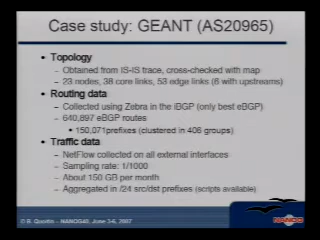 Case study: GEANT (AS20965)
• Topology
– Obtained from IS-IS trace, cross-checked with map
– 23 nodes, 38 core links, 53 edge links (6 with upstreams)
• Routing data
– Collected using Zebra in the iBGP (only best eBGP)
– 640,897 eBGP routes
• 150,071prefixes (clustered in 406 groups)
• Traffic data
– NetFlow collected on all external interfaces
– Sampling rate: 1/1000
– About 150 GB per month
– Aggregated in /24 src/dst prefixes (scripts available)
© B. Quoitin – NANOG40, June 3-6, 2007
NANOG